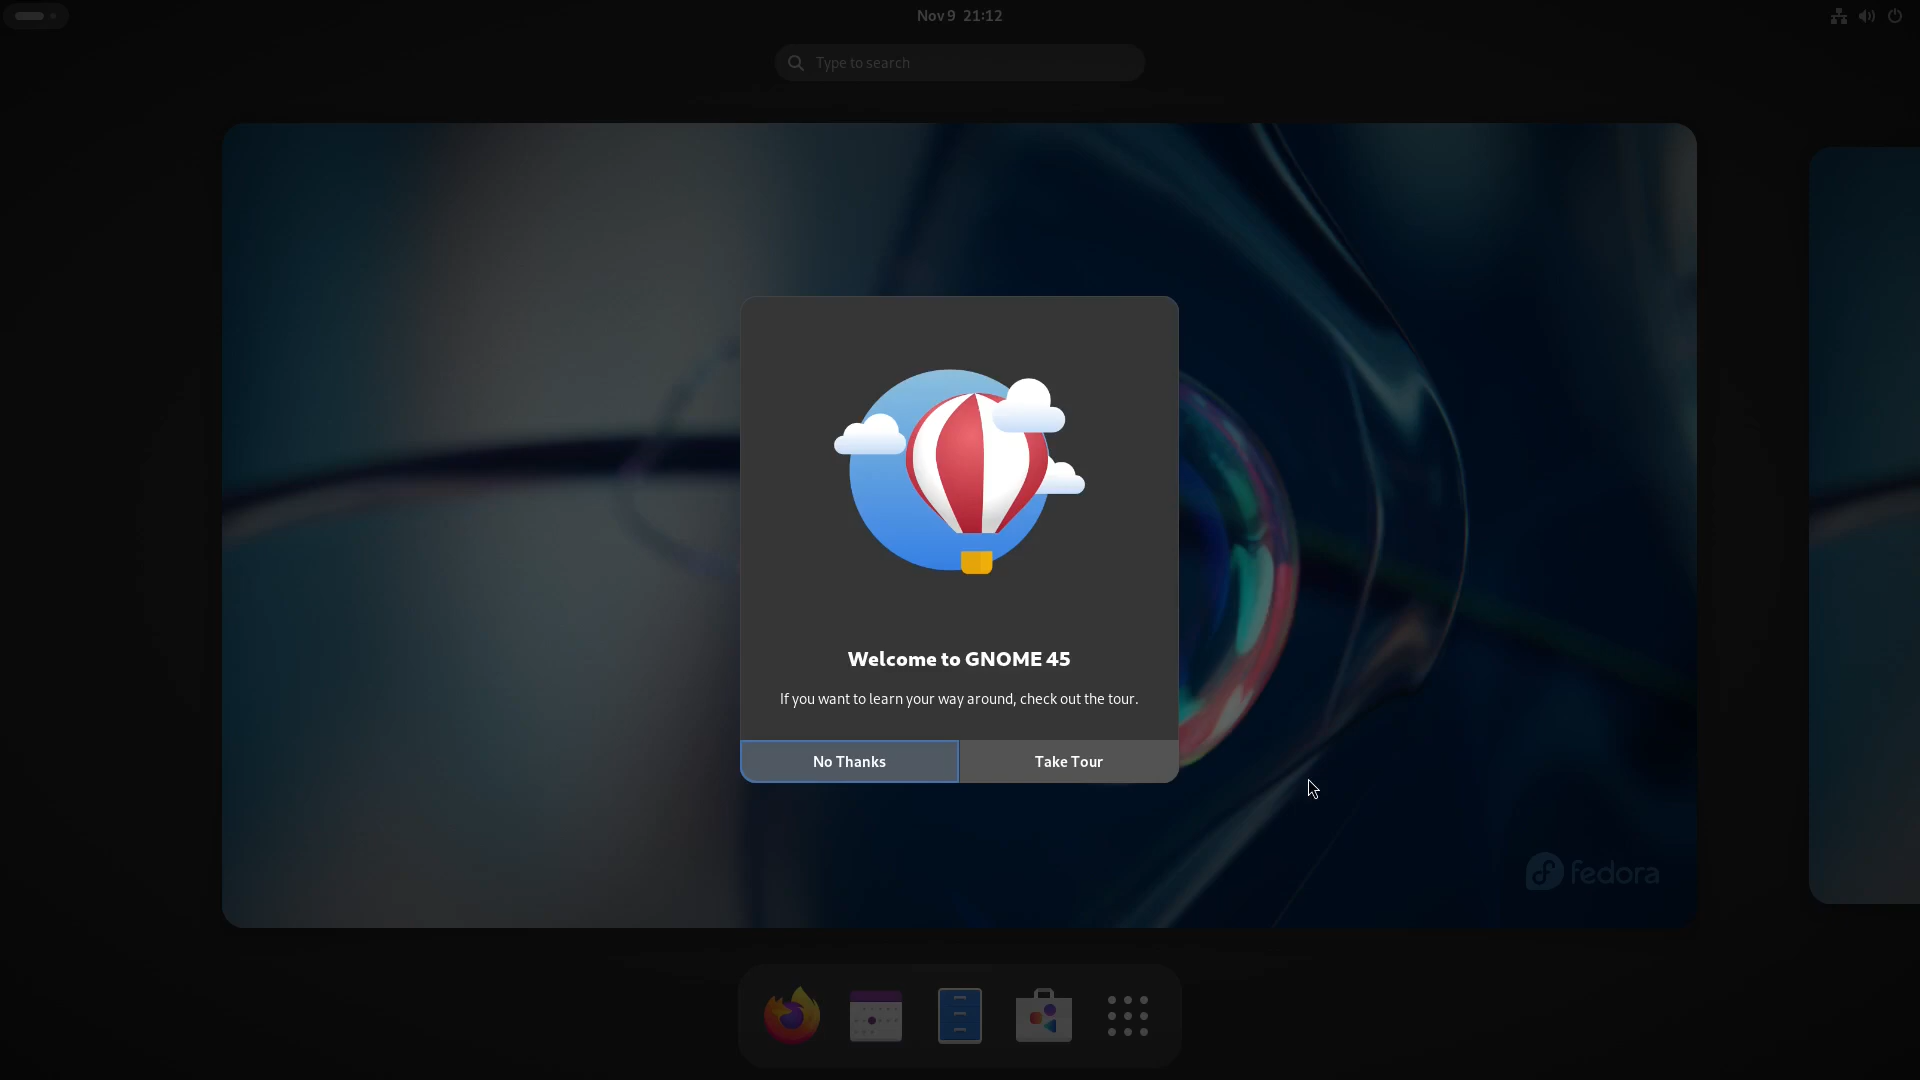 Nov 9 21:12
Type to search
Welcome to GNOME 45
If you want to learn your way around, check out the tour.
No Thanks
Take Tour
fedora